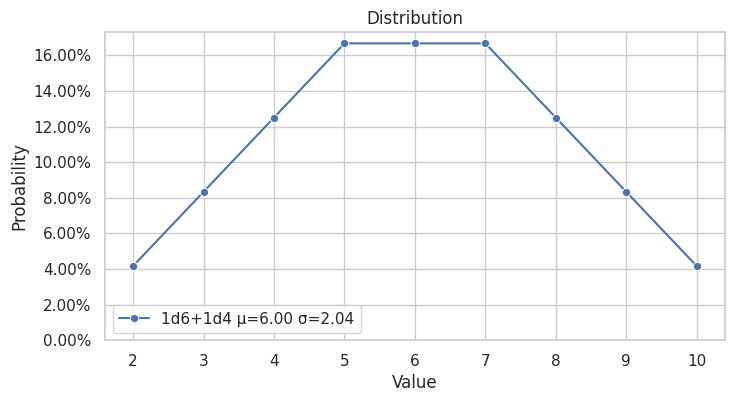 Distribution
Probability
16.00%
14.00%
12.00%
10.00%
8.00%
6.00%
4.00%
2.00%
0.00%
1d6+1d4 μ=6.00 σ=2.04
2 3 4 5 6 7 8 9 10
Value